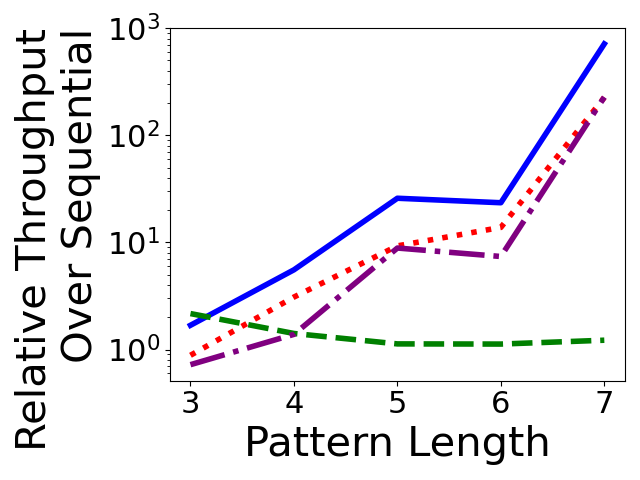 Relative Throughput
Over Sequential
10³
10²
10¹
10⁰
3 4 5 6 7
Pattern Length